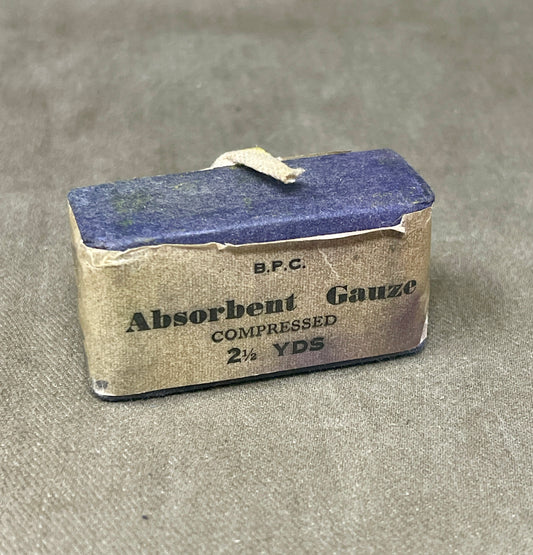 B.P.C.
Absorbent Gauze
COMPRESSED
2½ YDS